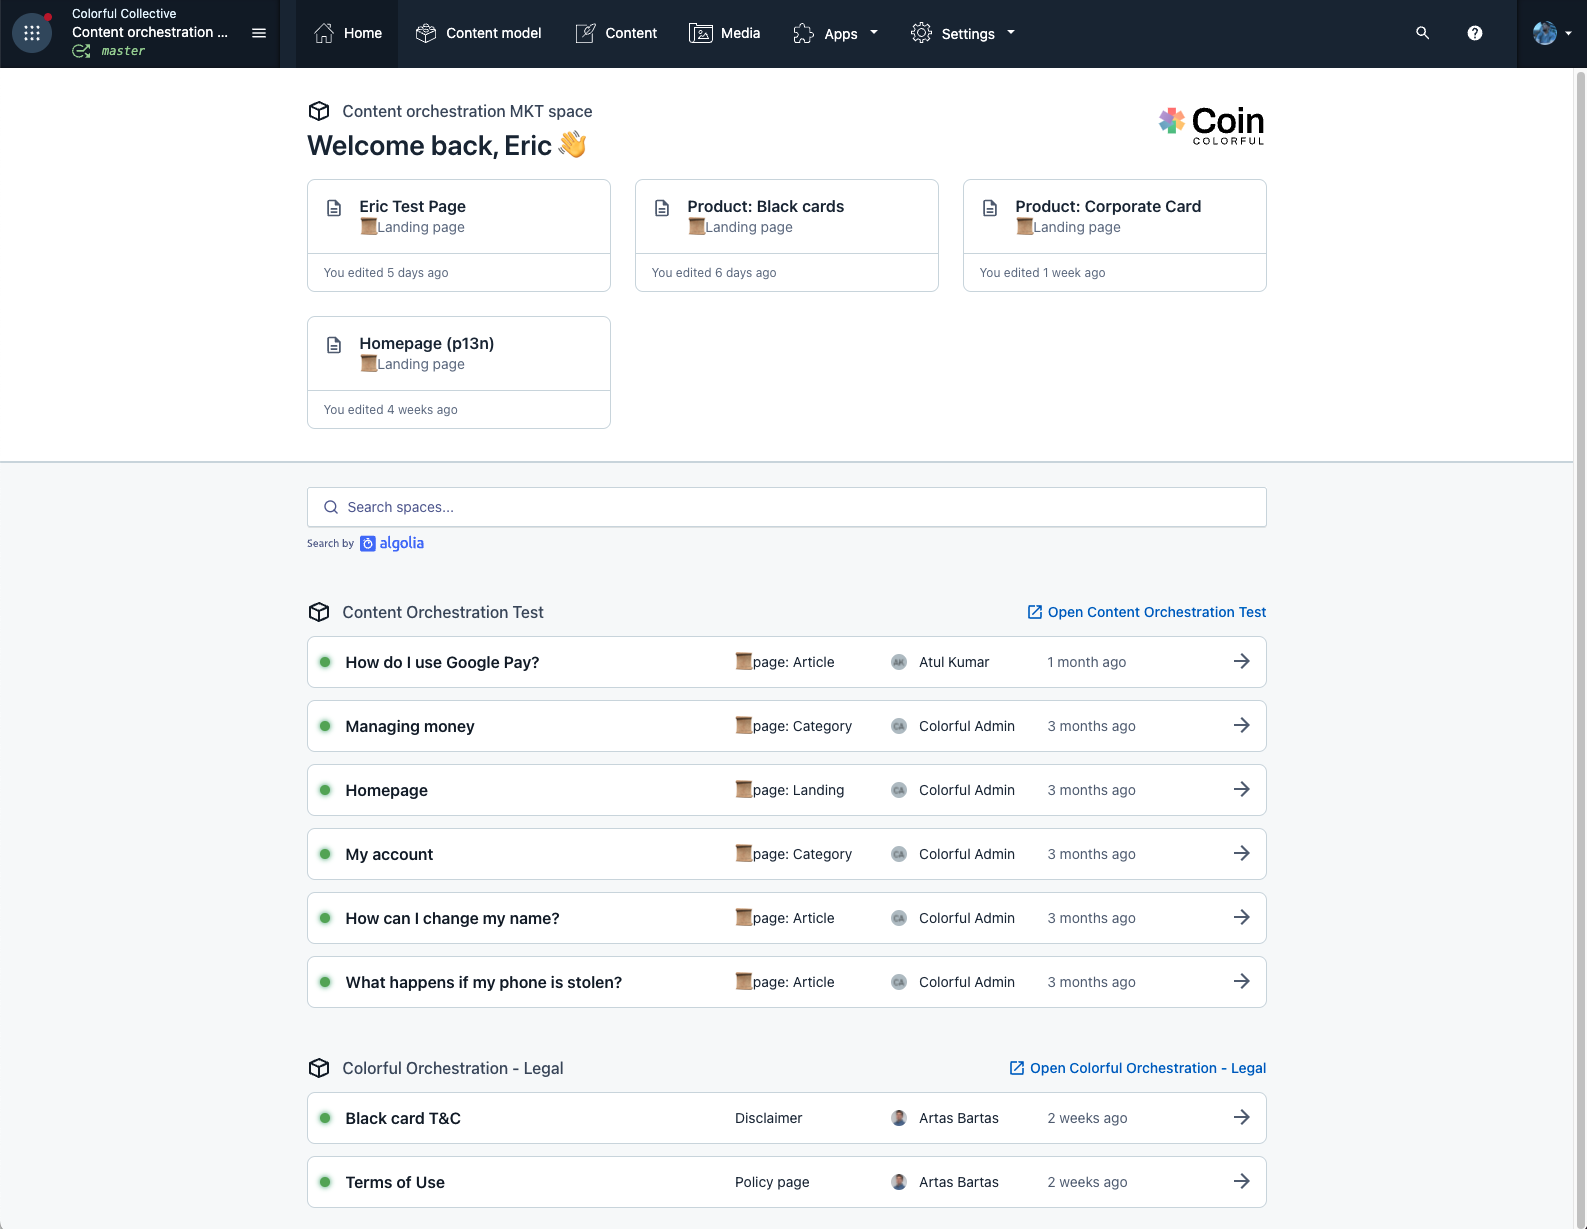 Colorful Collective
Content orchestration ...
master
Home
Content model
Content
Media
Apps
Settings
Content orchestration MKT space
Welcome back, Eric 👋
Coin
COLORFUL
Eric Test Page
📜Landing page
You edited 5 days ago
Product: Black cards
📜Landing page
You edited 6 days ago
Product: Corporate Card
📜Landing page
You edited 1 week ago
Homepage (p13n)
📜Landing page
You edited 4 weeks ago
Search spaces...
Search by algolia
Content Orchestration Test
Open Content Orchestration Test
How do I use Google Pay? 📜page: Article AK Atul Kumar 1 month ago
Managing money 📜page: Category CA Colorful Admin 3 months ago
Homepage 📜page: Landing CA Colorful Admin 3 months ago
My account 📜page: Category CA Colorful Admin 3 months ago
How can I change my name? 📜page: Article CA Colorful Admin 3 months ago
What happens if my phone is stolen? 📜page: Article CA Colorful Admin 3 months ago
Colorful Orchestration - Legal
Open Colorful Orchestration - Legal
Black card T&C Disclaimer Artas Bartas 2 weeks ago
Terms of Use Policy page Artas Bartas 2 weeks ago